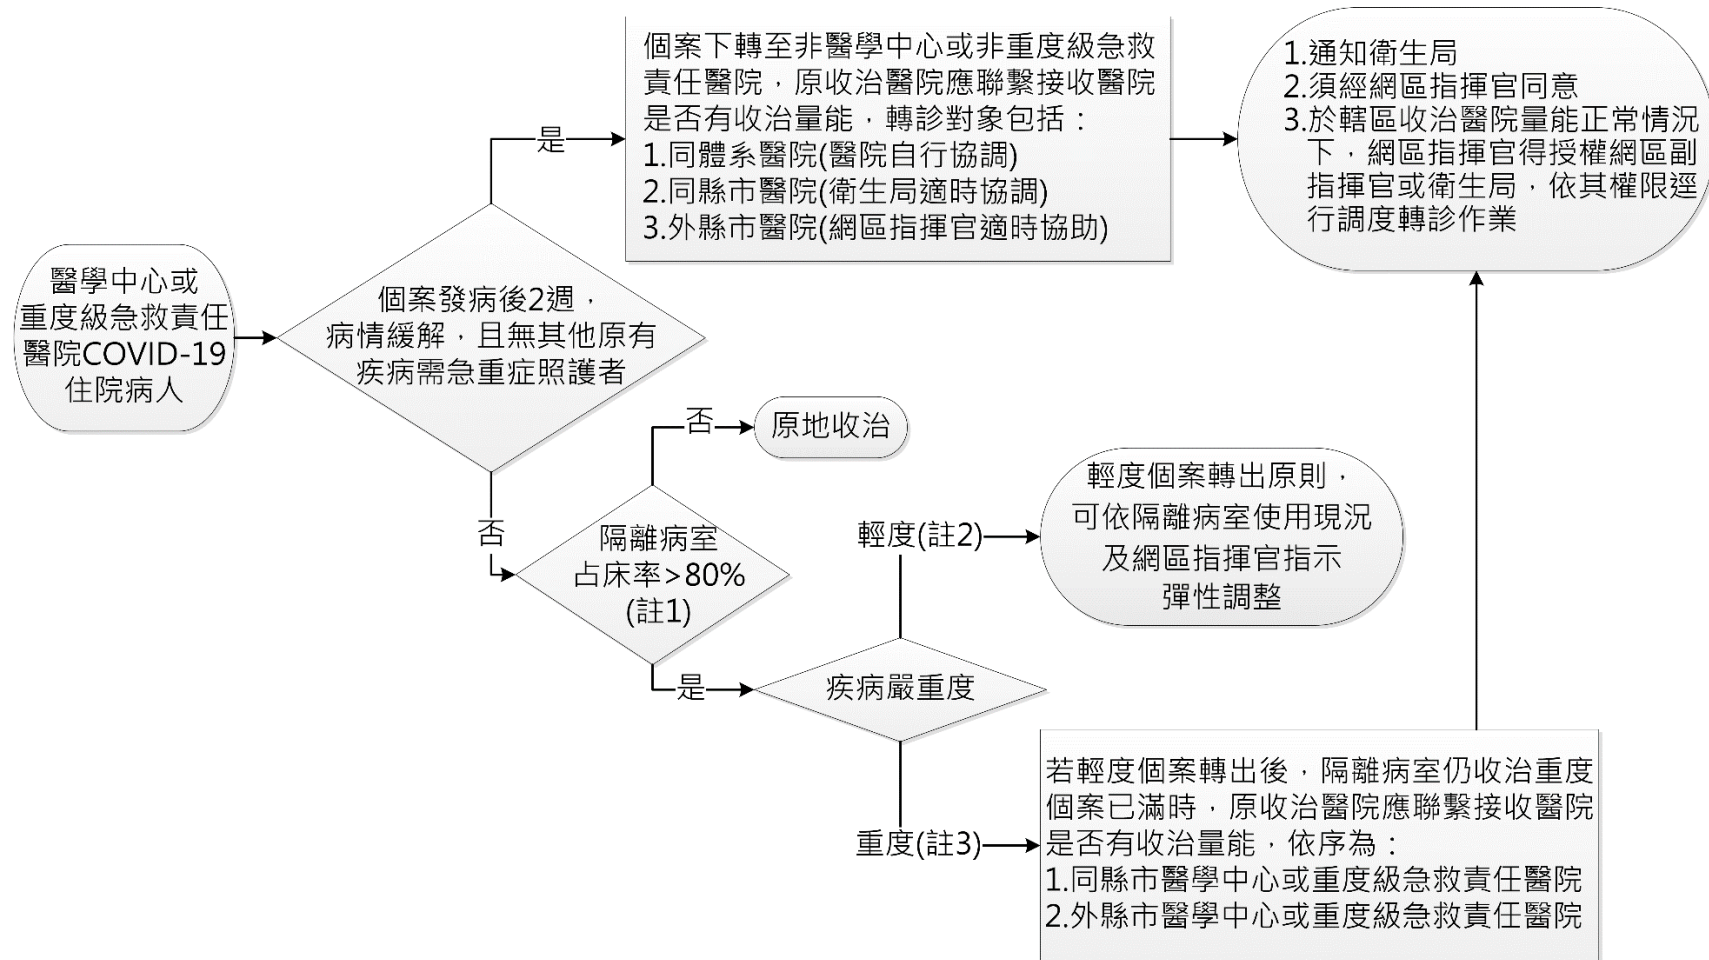 醫學中心或
重度級急救責任
醫院COVID-19
住院病人
個案發病後2週，
病情緩解，且無其他原有
疾病需急重症照護者
是
個案下轉至非醫學中心或非重度級急救
責任醫院，原收治醫院應聯繫接收醫院
是否有收治量能，轉診對象包括：
1.同體系醫院(醫院自行協調)
2.同縣市醫院(衛生局適時協調)
3.外縣市醫院(網區指揮官適時協助)
1.通知衛生局
2.須經網區指揮官同意
3.於轄區收治醫院量能正常情況
下，網區指揮官得授權網區副
指揮官或衛生局，依其權限逕
行調度轉診作業
否
隔離病室
占床率>80%
(註1)
否
原地收治
是
疾病嚴重度
輕度(註2)
輕度個案轉出原則，
可依隔離病室使用現況
及網區指揮官指示
彈性調整
重度(註3)
若輕度個案轉出後，隔離病室仍收治重度
個案已滿時，原收治醫院應聯繫接收醫院
是否有收治量能，依序為：
1.同縣市醫學中心或重度級急救責任醫院
2.外縣市醫學中心或重度級急救責任醫院